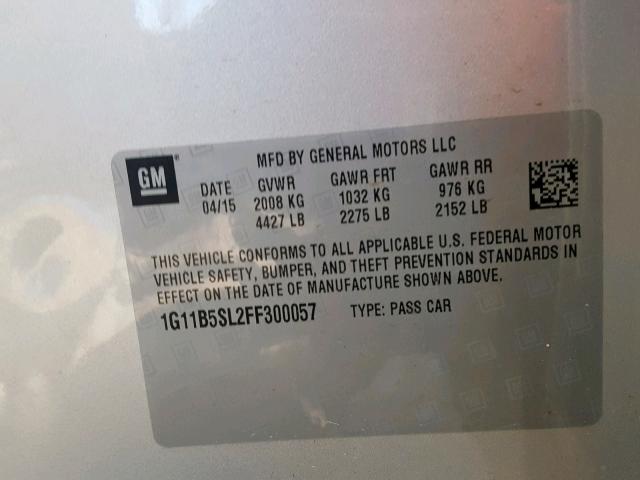 MFD BY GENERAL MOTORS LLC
GM
DATE GVWR GAWR FRT GAWR RR
04/15 2008 KG 1032 KG 976 KG
4427 LB 2275 LB 2152 LB
THIS VEHICLE CONFORMS TO ALL APPLICABLE U.S. FEDERAL MOTOR
VEHICLE SAFETY, BUMPER, AND THEFT PREVENTION STANDARDS IN
EFFECT ON THE DATE OF MANUFACTURE SHOWN ABOVE.
1G11B5SL2FF300057 TYPE: PASS CAR